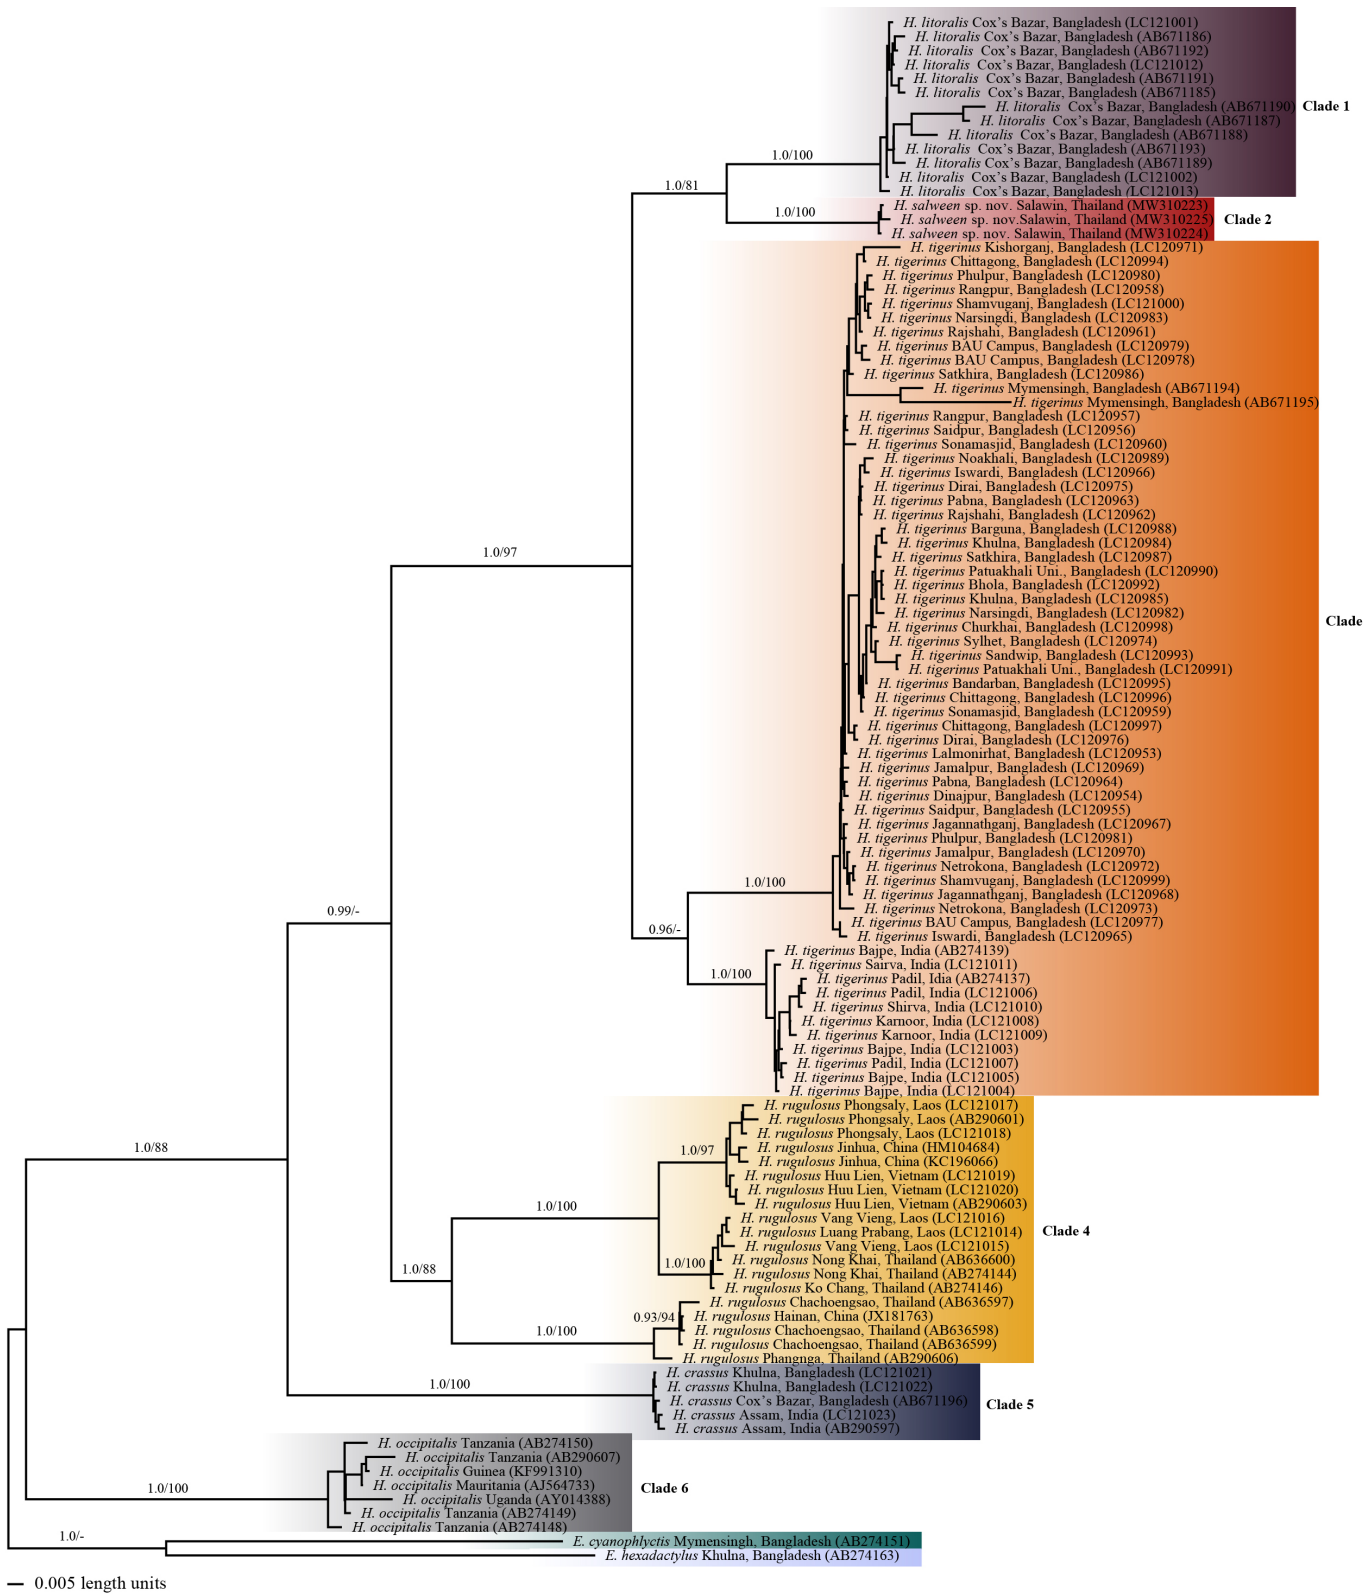 H. litoralis Cox's Bazar, Bangladesh (LC121001)
H. litoralis Cox's Bazar, Bangladesh (AB671186)
H. litoralis Cox's Bazar, Bangladesh (AB671192)
H. litoralis Cox's Bazar, Bangladesh (LC121012)
H. litoralis Cox's Bazar, Bangladesh (AB671191)
H. litoralis Cox's Bazar, Bangladesh (AB671185)
H. litoralis Cox's Bazar, Bangladesh (AB671190) Clade 1
H. litoralis Cox's Bazar, Bangladesh (AB671187)
H. litoralis Cox's Bazar, Bangladesh (AB671188)
H. litoralis Cox's Bazar, Bangladesh (AB671193)
1.0/100
H. litoralis Cox's Bazar, Bangladesh (AB671189)
H. litoralis Cox's Bazar, Bangladesh (LC121002)
1.0/81
H. litoralis Cox's Bazar, Bangladesh (LC121013)
H. salween sp. nov. Salawin, Thailand (MW310223)
1.0/100
H. salween sp. nov.Salawin, Thailand (MW310225) Clade 2
H. salween sp. nov. Salawin, Thailand (MW310224)
H. tigerinus Kishorganj, Bangladesh (LC120971)
H. tigerinus Chittagong, Bangladesh (LC120994)
H. tigerinus Phulpur, Bangladesh (LC120980)
H. tigerinus Rangpur, Bangladesh (LC120958)
H. tigerinus Shamvuganj, Bangladesh (LC121000)
H. tigerinus Narsingdi, Bangladesh (LC120983)
H. tigerinus Rajshahi, Bangladesh (LC120961)
H. tigerinus BAU Campus, Bangladesh (LC120979)
H. tigerinus BAU Campus, Bangladesh (LC120978)
H. tigerinus Satkhira, Bangladesh (LC120986)
H. tigerinus Mymensingh, Bangladesh (AB671194)
H. tigerinus Mymensingh, Bangladesh (AB671195)
H. tigerinus Rangpur, Bangladesh (LC120957)
H. tigerinus Saidpur, Bangladesh (LC120956)
H. tigerinus Sonamasjid, Bangladesh (LC120960)
H. tigerinus Noakhali, Bangladesh (LC120989)
H. tigerinus Iswardi, Bangladesh (LC120966)
H. tigerinus Dirai, Bangladesh (LC120975)
H. tigerinus Pabna, Bangladesh (LC120963)
H. tigerinus Rajshahi, Bangladesh (LC120962)
H. tigerinus Barguna, Bangladesh (LC120988)
H. tigerinus Khulna, Bangladesh (LC120984)
1.0/97
H. tigerinus Satkhira, Bangladesh (LC120987)
H. tigerinus Patuakhali Uni., Bangladesh (LC120990)
H. tigerinus Bhola, Bangladesh (LC120992)
H. tigerinus Khulna, Bangladesh (LC120985)
H. tigerinus Narsingdi, Bangladesh (LC120982)
Clade
H. tigerinus Churkhai, Bangladesh (LC120998)
H. tigerinus Sylhet, Bangladesh (LC120974)
H. tigerinus Sandwip, Bangladesh (LC120993)
H. tigerinus Patuakhali Uni., Bangladesh (LC120991)
H. tigerinus Bandarban, Bangladesh (LC120995)
H. tigerinus Chittagong, Bangladesh (LC120996)
H. tigerinus Sonamasjid, Bangladesh (LC120959)
H. tigerinus Chittagong, Bangladesh (LC120997)
H. tigerinus Dirai, Bangladesh (LC120976)
H. tigerinus Lalmonirhat, Bangladesh (LC120953)
H. tigerinus Jamalpur, Bangladesh (LC120969)
H. tigerinus Pabna, Bangladesh (LC120964)
H. tigerinus Dinajpur, Bangladesh (LC120954)
H. tigerinus Saidpur, Bangladesh (LC120955)
H. tigerinus Jagannathganj, Bangladesh (LC120967)
H. tigerinus Phulpur, Bangladesh (LC120981)
H. tigerinus Jamalpur, Bangladesh (LC120970)
H. tigerinus Netrokona, Bangladesh (LC120972)
1.0/100
H. tigerinus Shamvuganj, Bangladesh (LC120999)
H. tigerinus Jagannathganj, Bangladesh (LC120968)
0.99/-
H. tigerinus Netrokona, Bangladesh (LC120973)
H. tigerinus BAU Campus, Bangladesh (LC120977)
0.96/-
H. tigerinus Iswardi, Bangladesh (LC120965)
H. tigerinus Bajpe, India (AB274139)
H. tigerinus Sairva, India (LC121011)
1.0/100
H. tigerinus Padil, Idia (AB274137)
H. tigerinus Padil, India (LC121006)
H. tigerinus Shirva, India (LC121010)
H. tigerinus Karnoor, India (LC121008)
H. tigerinus Karnoor, India (LC121009)
H. tigerinus Bajpe, India (LC121003)
H. tigerinus Padil, India (LC121007)
H. tigerinus Bajpe, India (LC121005)
H. tigerinus Bajpe, India (LC121004)
H. rugulosus Phongsaly, Laos (LC121017)
H. rugulosus Phongsaly, Laos (AB290601)
H. rugulosus Phongsaly, Laos (LC121018)
1.0/88
1.0/97
H. rugulosus Jinhua, China (HM104684)
H. rugulosus Jinhua, China (KC196066)
H. rugulosus Huu Lien, Vietnam (LC121019)
H. rugulosus Huu Lien, Vietnam (LC121020)
1.0/100
H. rugulosus Huu Lien, Vietnam (AB290603)
H. rugulosus Vang Vieng, Laos (LC121016)
H. rugulosus Luang Prabang, Laos (LC121014) Clade 4
H. rugulosus Vang Vieng, Laos (LC121015)
1.0/88
1.0/100
H. rugulosus Nong Khai, Thailand (AB636600)
H. rugulosus Nong Khai, Thailand (AB274144)
H. rugulosus Ko Chang, Thailand (AB274146)
H. rugulosus Chachoengsao, Thailand (AB636597)
0.93/94
H. rugulosus Hainan, China (JX181763)
1.0/100
H. rugulosus Chachoengsao, Thailand (AB636598)
H. rugulosus Chachoengsao, Thailand (AB636599)
H. rugulosus Phangnga, Thailand (AB290606)
H. crassus Khulna, Bangladesh (LC121021)
1.0/100
H. crassus Khulna, Bangladesh (LC121022)
H. crassus Cox's Bazar, Bangladesh (AB671196) Clade 5
H. crassus Assam, India (LC121023)
H. crassus Assam, India (AB290597)
H. occipitalis Tanzania (AB274150)
H. occipitalis Tanzania (AB290607)
H. occipitalis Guinea (KF991310)
1.0/100
H. occipitalis Mauritania (AJ564733) Clade 6
H. occipitalis Uganda (AY014388)
H. occipitalis Tanzania (AB274149)
H. occipitalis Tanzania (AB274148)
1.0/-
E. cyanophlyctis Mymensingh, Bangladesh (AB274151)
E. hexadactylus Khulna, Bangladesh (AB274163)
0.005 length units